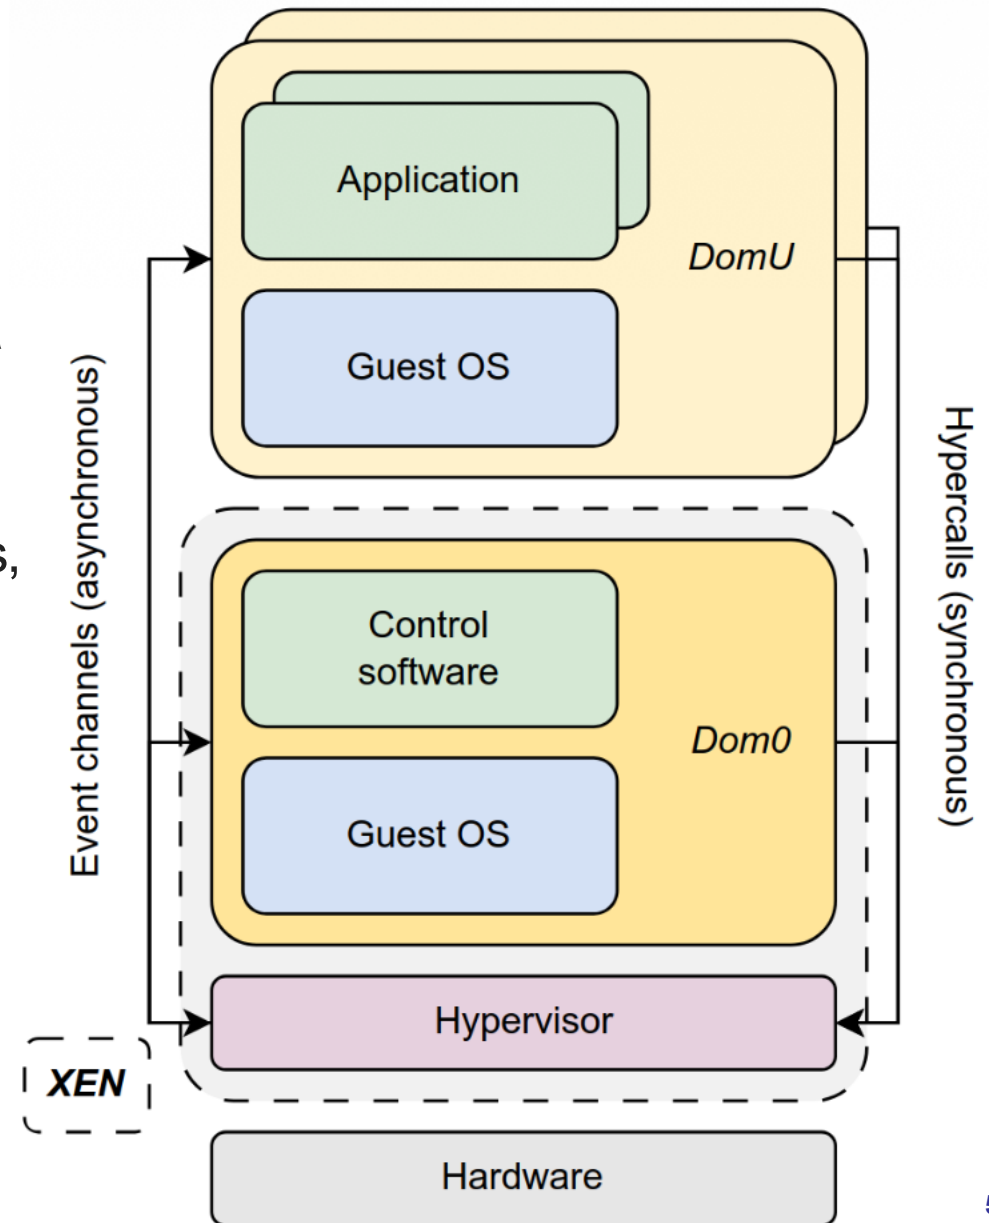 Application
DomU
Guest OS
Event channels (asynchronous)
Hypercalls (synchronous)
s,
Control
software
Dom0
Guest OS
Hypervisor
XEN
Hardware